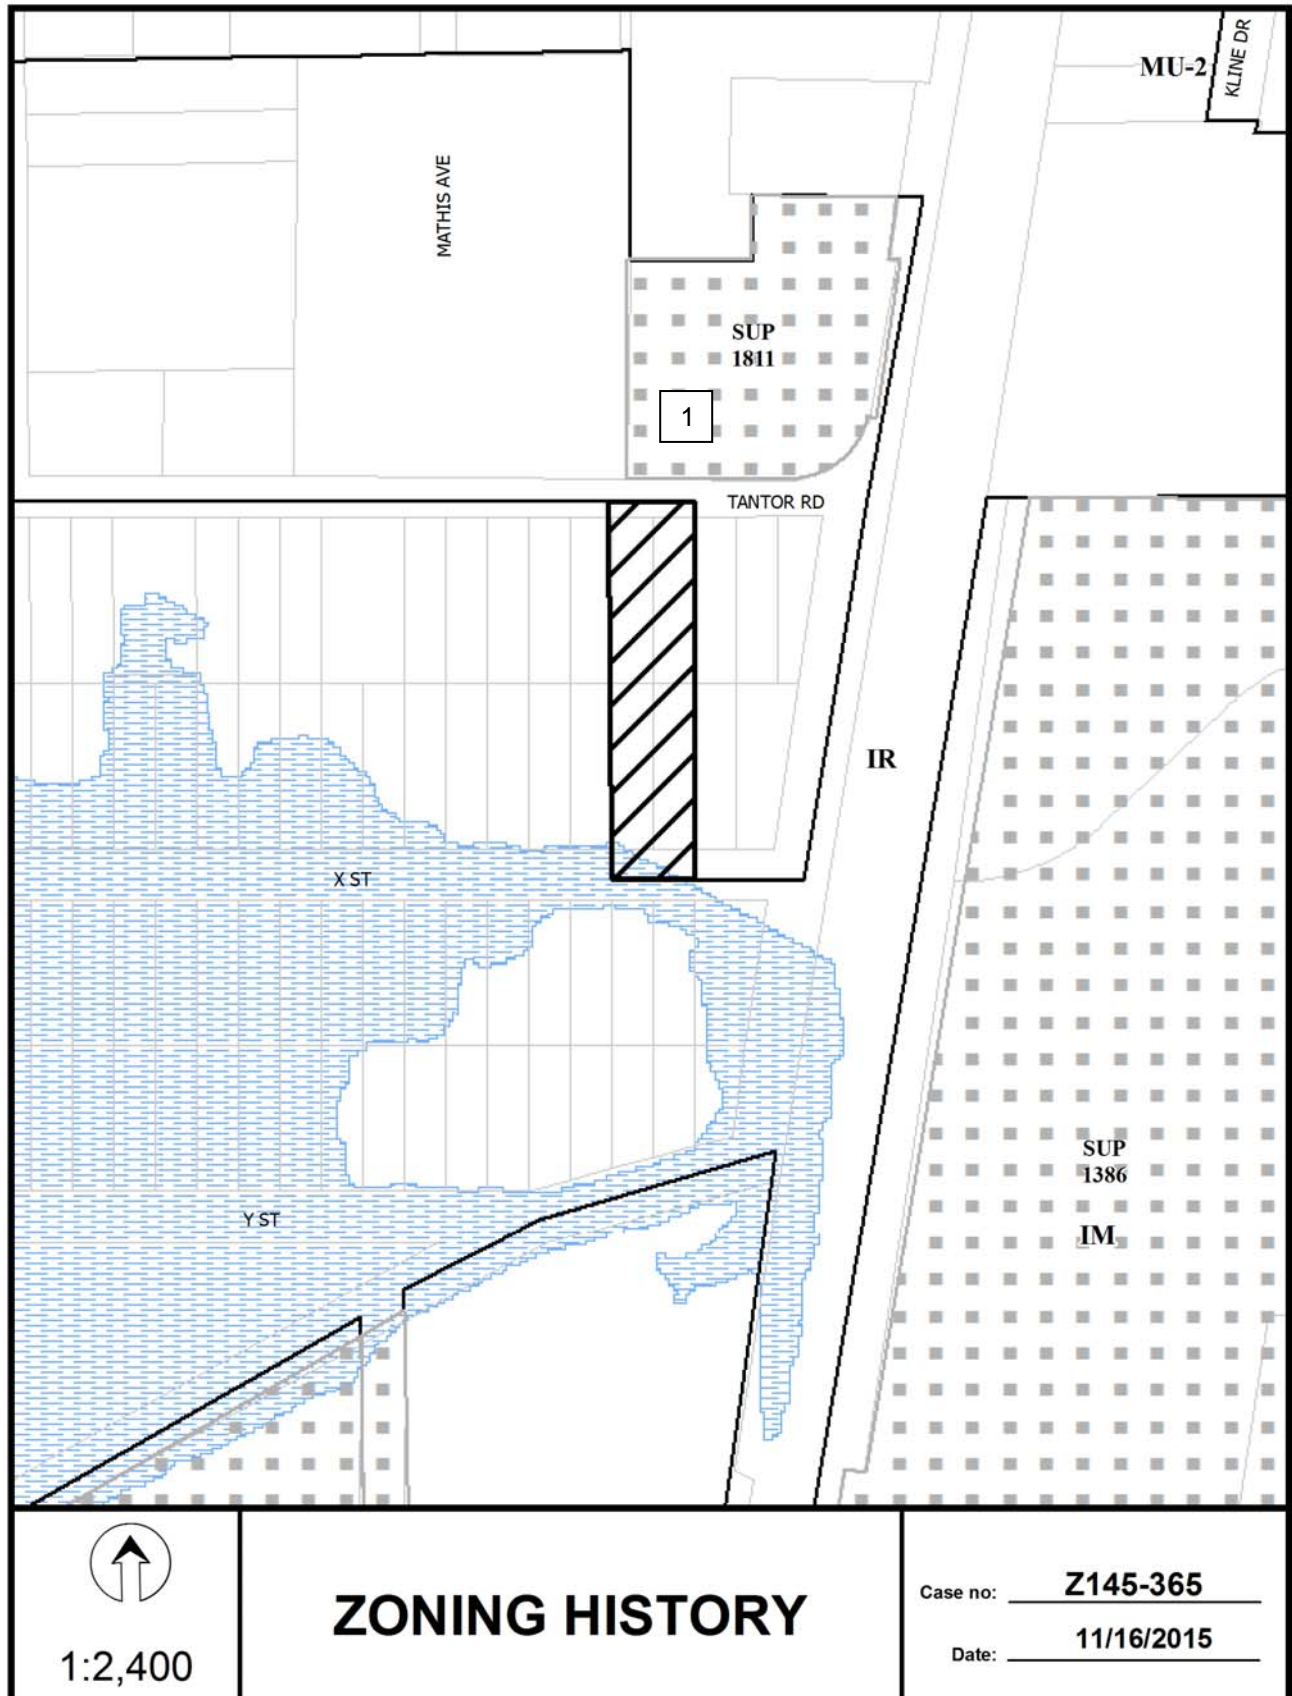 MU-2
KLINE DR
MATHIS AVE
SUP
1811
1
TANTOR RD
IR
X ST
SUP
1386
Y ST
IM
1:2,400
ZONING HISTORY
Case no: Z145-365
Date: 11/16/2015